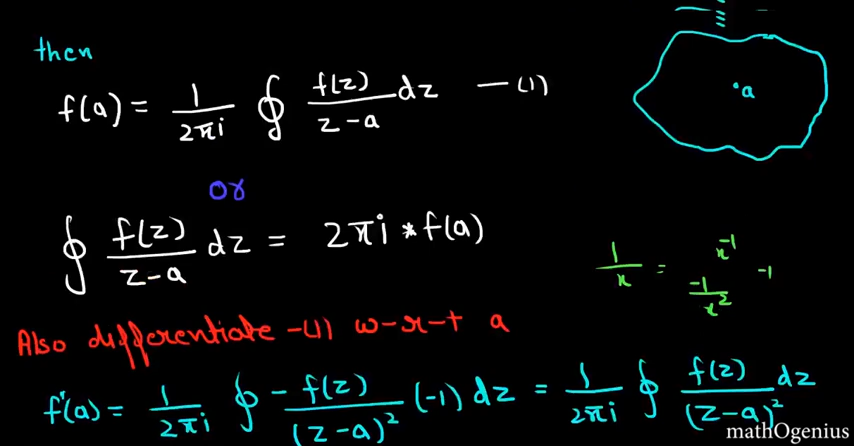 then
f(a) = 1/2πi ∮ f(z)/z-a dz — (1)
•a
or
∮ f(z)/z-a dz = 2πi * f(a)
1/x = x^-1
-1/x^2 -1
Also differentiate -(1) w-r-t a
f'(a) = 1/2πi ∮ -f(z)/(z-a)^2 (-1) dz = 1/2πi ∮ f(z)/(z-a)^2 dz
mathOgenius